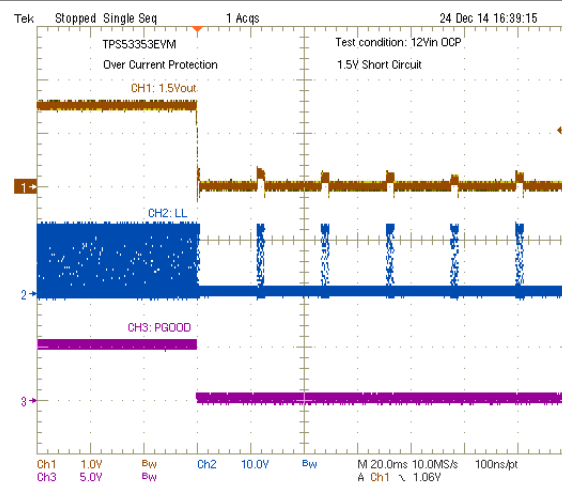 Tek Stopped Single Seq 1 Acqs 24 Dec 14 16:39:15
TPS53353EYM Test condition: 12Vin OCP
Over Current Protection 1.5V Short Circuit
CH1: 1.5Vout
1
CH2: LL
2
CH3: PGOOD
3
Ch1 1.0V Bw Ch2 10.0V Bw M 20.0ms 10.0MS/s 100ns/pt
Ch3 5.0V Bw A Ch1 \ 1.06V